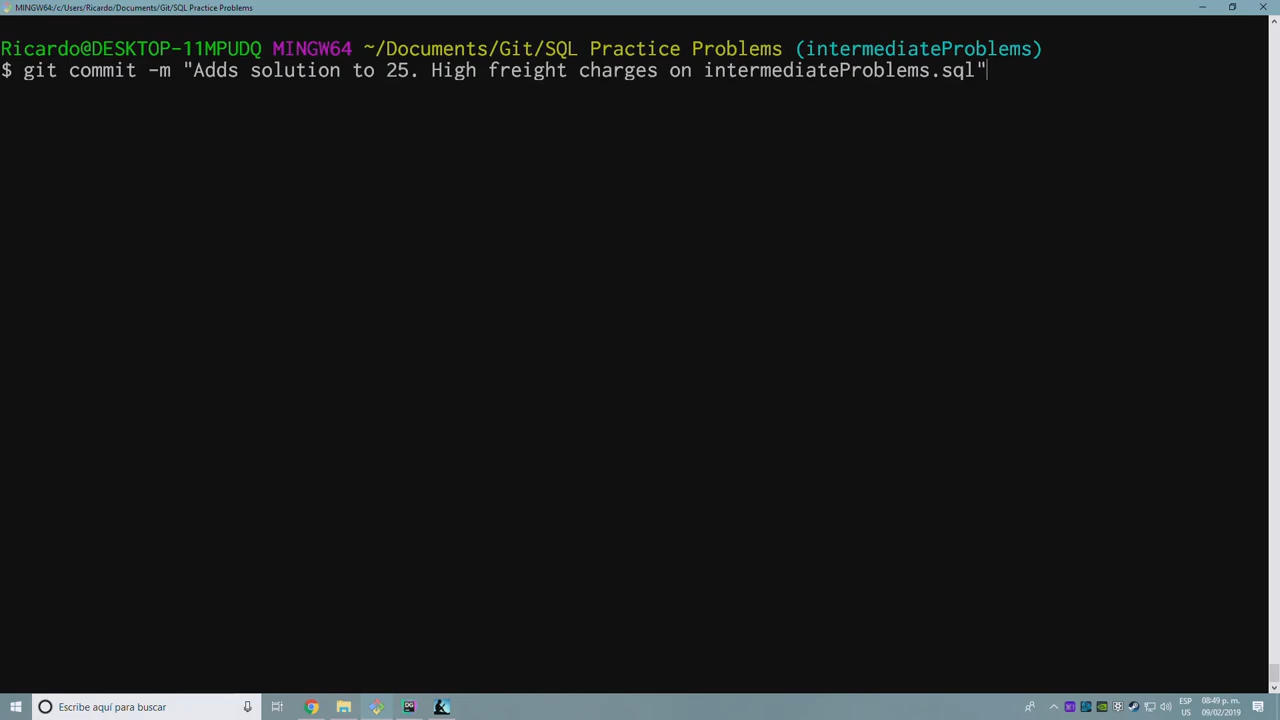 MINGW64:/c/Users/Ricardo/Documents/Git/SQL Practice Problems
Ricardo@DESKTOP-11MPUDQ MINGW64 ~/Documents/Git/SQL Practice Problems (intermediateProblems)
$ git commit -m "Adds solution to 25. High freight charges on intermediateProblems.sql"
Escribe aquí para buscar
ESP
US
08:49 p. m.
09/02/2019